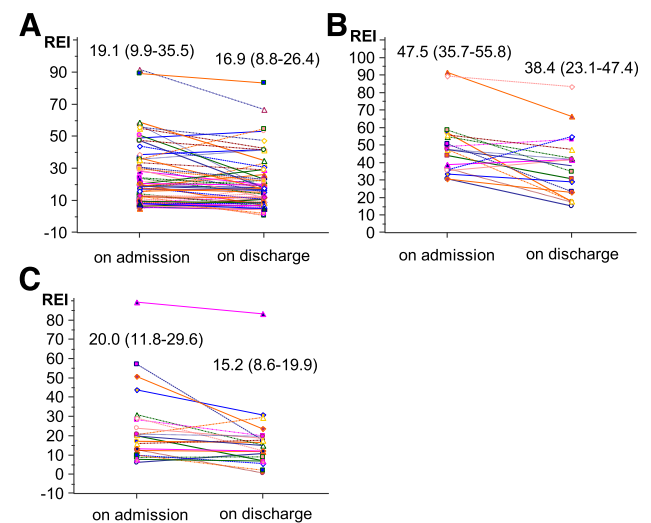 A
REI
19.1 (9.9-35.5)
16.9 (8.8-26.4)
90
70
50
30
10
-10
on admission
on discharge
B
REI
47.5 (35.7-55.8)
38.4 (23.1-47.4)
100
90
80
70
60
50
40
30
20
10
0
on admission
on discharge
C
REI
20.0 (11.8-29.6)
15.2 (8.6-19.9)
80
70
60
50
40
30
20
10
0
-10
on admission
on discharge